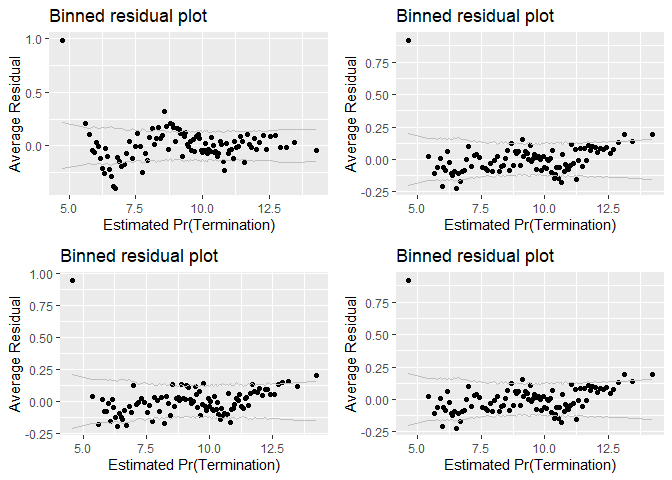 Binned residual plot
Binned residual plot
Average Residual
1.0
0.5
0.0
5.0 7.5 10.0 12.5
Estimated Pr(Termination)
Average Residual
0.75
0.50
0.25
0.00
-0.25
5.0 7.5 10.0 12.5
Estimated Pr(Termination)
Binned residual plot
Binned residual plot
Average Residual
1.00
0.75
0.50
0.25
0.00
-0.25
5.0 7.5 10.0 12.5
Estimated Pr(Termination)
Average Residual
0.75
0.50
0.25
0.00
-0.25
5.0 7.5 10.0 12.5
Estimated Pr(Termination)